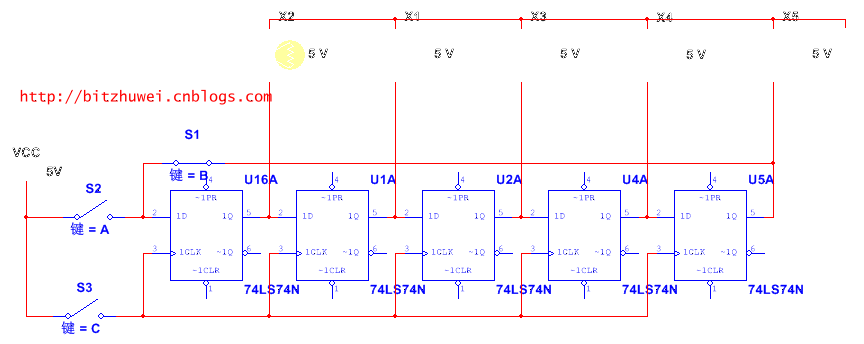 X2 X1 X3 X4 X5
5 V 5 V 5 V 5 V 5 V
http://bitzhuwei.cnblogs.com
S1
VCC
5V
键 = B
4 4 4 4 4
U16A U1A U2A U4A U5A
S2
~1PR ~1PR ~1PR ~1PR ~1PR
2 1D 1Q 5 2 1D 1Q 5 2 1D 1Q 5 2 1D 1Q 5 2 1D 1Q 5
键 = A
3 1CLK ~1Q 6 3 1CLK ~1Q 6 3 1CLK ~1Q 6 3 1CLK ~1Q 6 3 1CLK ~1Q 6
~1CLR ~1CLR ~1CLR ~1CLR ~1CLR
S3
1 1 1 1 1
74LS74N 74LS74N 74LS74N 74LS74N 74LS74N
键 = C